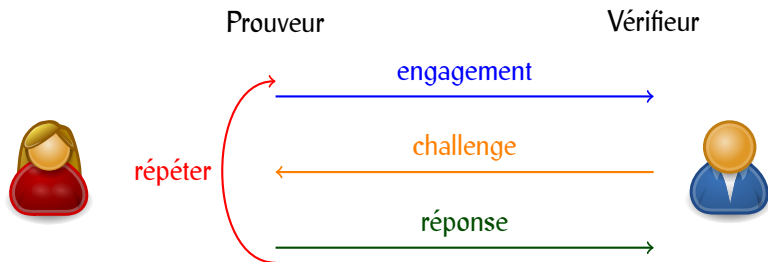 Prouveur
Vérifieur
engagement
challenge
répéter
réponse